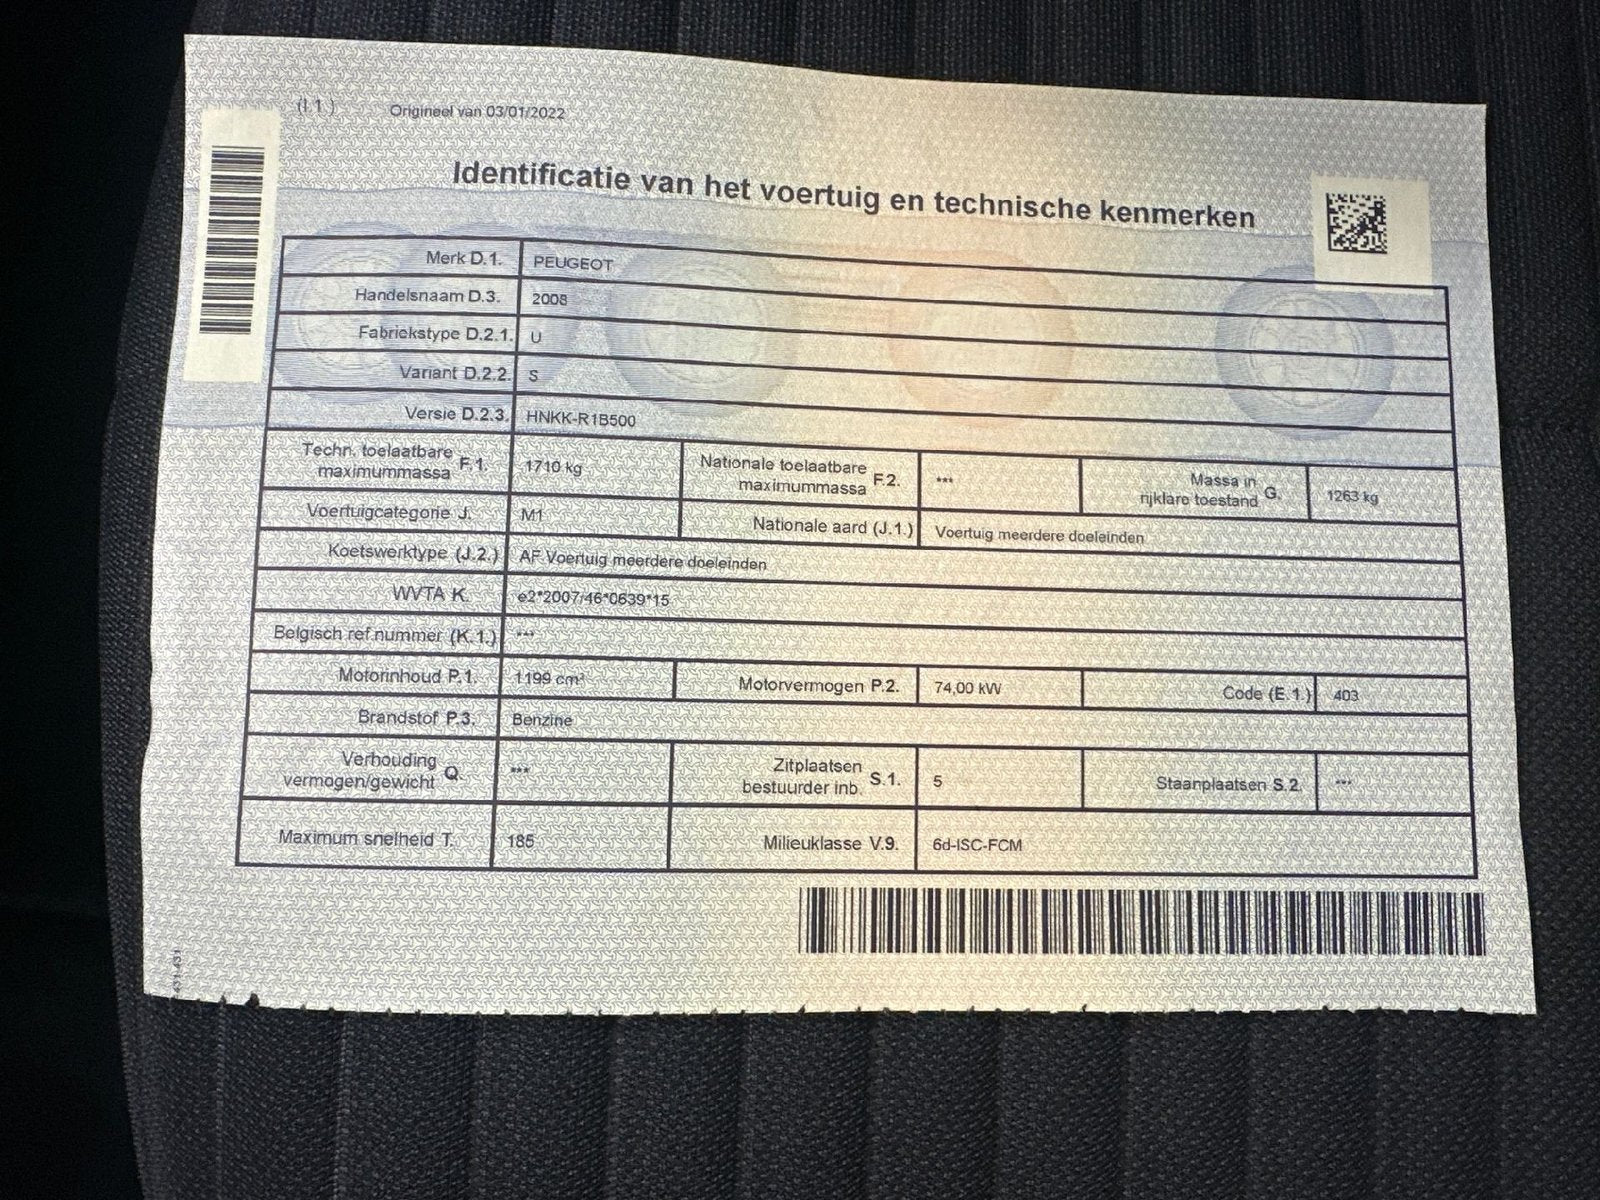 (I.1.) Origineel van 03/01/2022
Identificatie van het voertuig en technische kenmerken
Merk D.1. PEUGEOT
Handelsnaam D.3. 2008
Fabriekstype D.2.1. U
Variant D.2.2. S
Versie D.2.3. HNKK-R1B500
Techn. toelaatbare maximummassa F.1. 1710 kg Nationale toelaatbare maximummassa F.2. *** Massa in rijklare toestand G. 1263 kg
Voertuigcategorie J. M1 Nationale aard (J.1.) Voertuig meerdere doeleinden
Koetswerktype (J.2.) AF Voertuig meerdere doeleinden
WVTA K. e2*2007/46*0639*15
Belgisch ref.nummer (K.1.) ***
Motorinhoud P.1. 1199 cm³ Motorvermogen P.2. 74,00 kW Code (E.1.) 403
Brandstof P.3. Benzine
Verhouding vermogen/gewicht Q. *** Zitplaatsen bestuurder inb. S.1. 5 Staanplaatsen S.2. ***
Maximum snelheid T. 185 Milieuklasse V.9. 6d-ISC-FCM